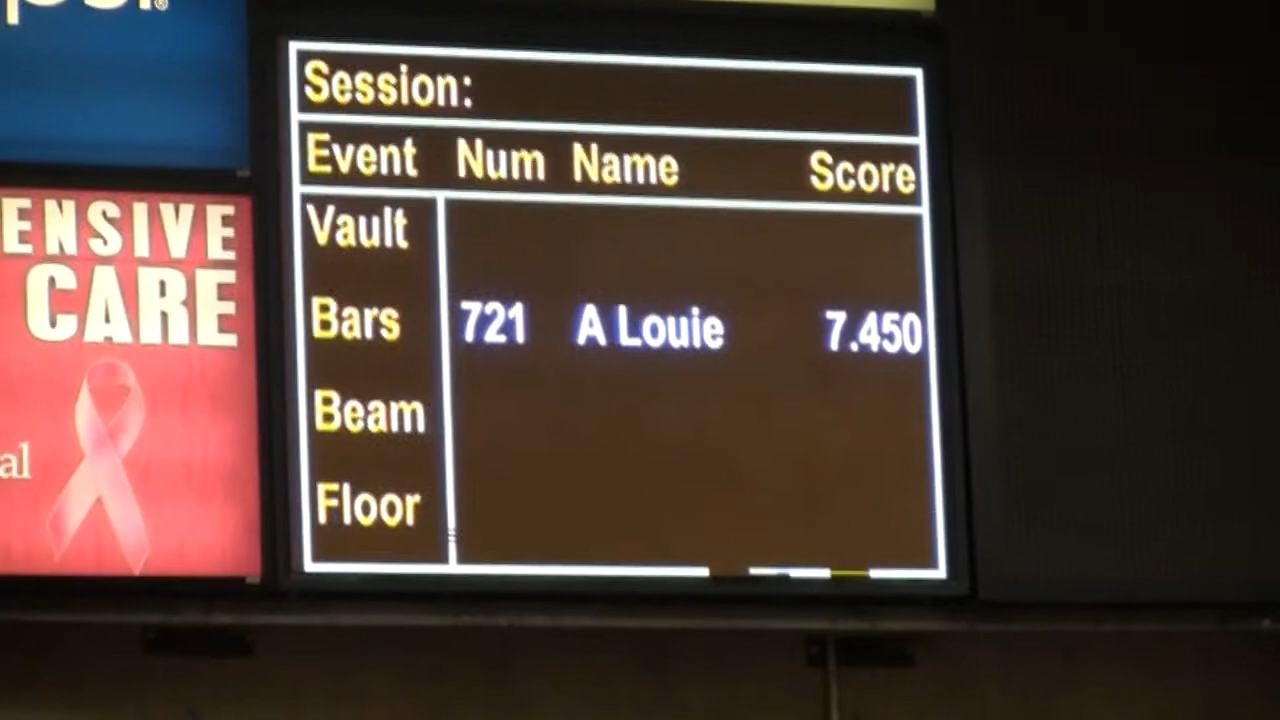 Session:
Event Num Name Score
Vault
Bars 721 A Louie 7.450
Beam
Floor
ENSIVE
CARE
al